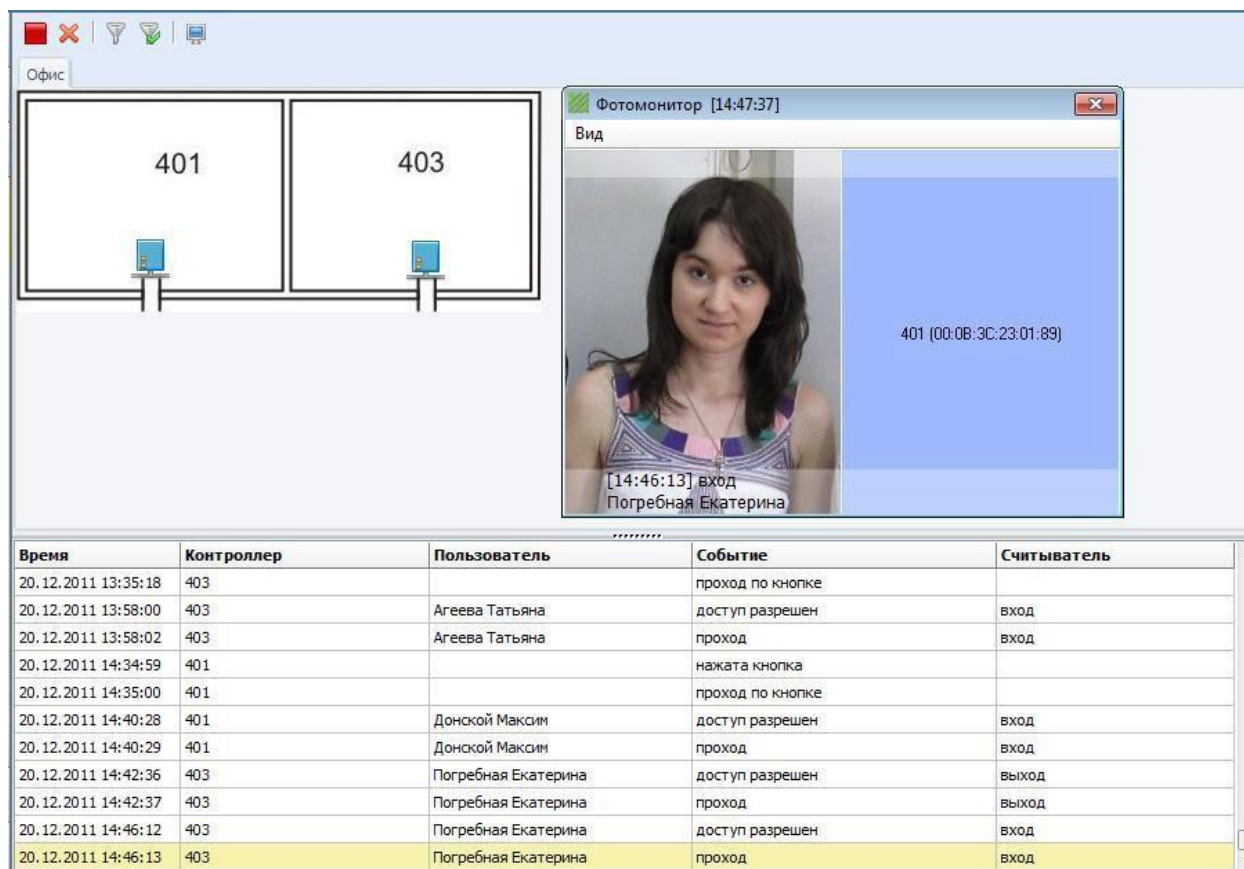 Офис
401
403
Фотомонитор [14:47:37]
Вид
401 (00:0B:3C:23:01:89)
[14:46:13] вход
Погребная Екатерина
Время Контроллер Пользователь Событие Считыватель
20.12.2011 13:35:18 403 проход по кнопке
20.12.2011 13:58:00 403 Агеева Татьяна доступ разрешен вход
20.12.2011 13:58:02 403 Агеева Татьяна проход вход
20.12.2011 14:34:59 401 нажата кнопка
20.12.2011 14:35:00 401 проход по кнопке
20.12.2011 14:40:28 401 Донской Максим доступ разрешен вход
20.12.2011 14:40:29 401 Донской Максим проход вход
20.12.2011 14:42:36 403 Погребная Екатерина доступ разрешен выход
20.12.2011 14:42:37 403 Погребная Екатерина проход выход
20.12.2011 14:46:12 403 Погребная Екатерина доступ разрешен вход
20.12.2011 14:46:13 403 Погребная Екатерина проход вход